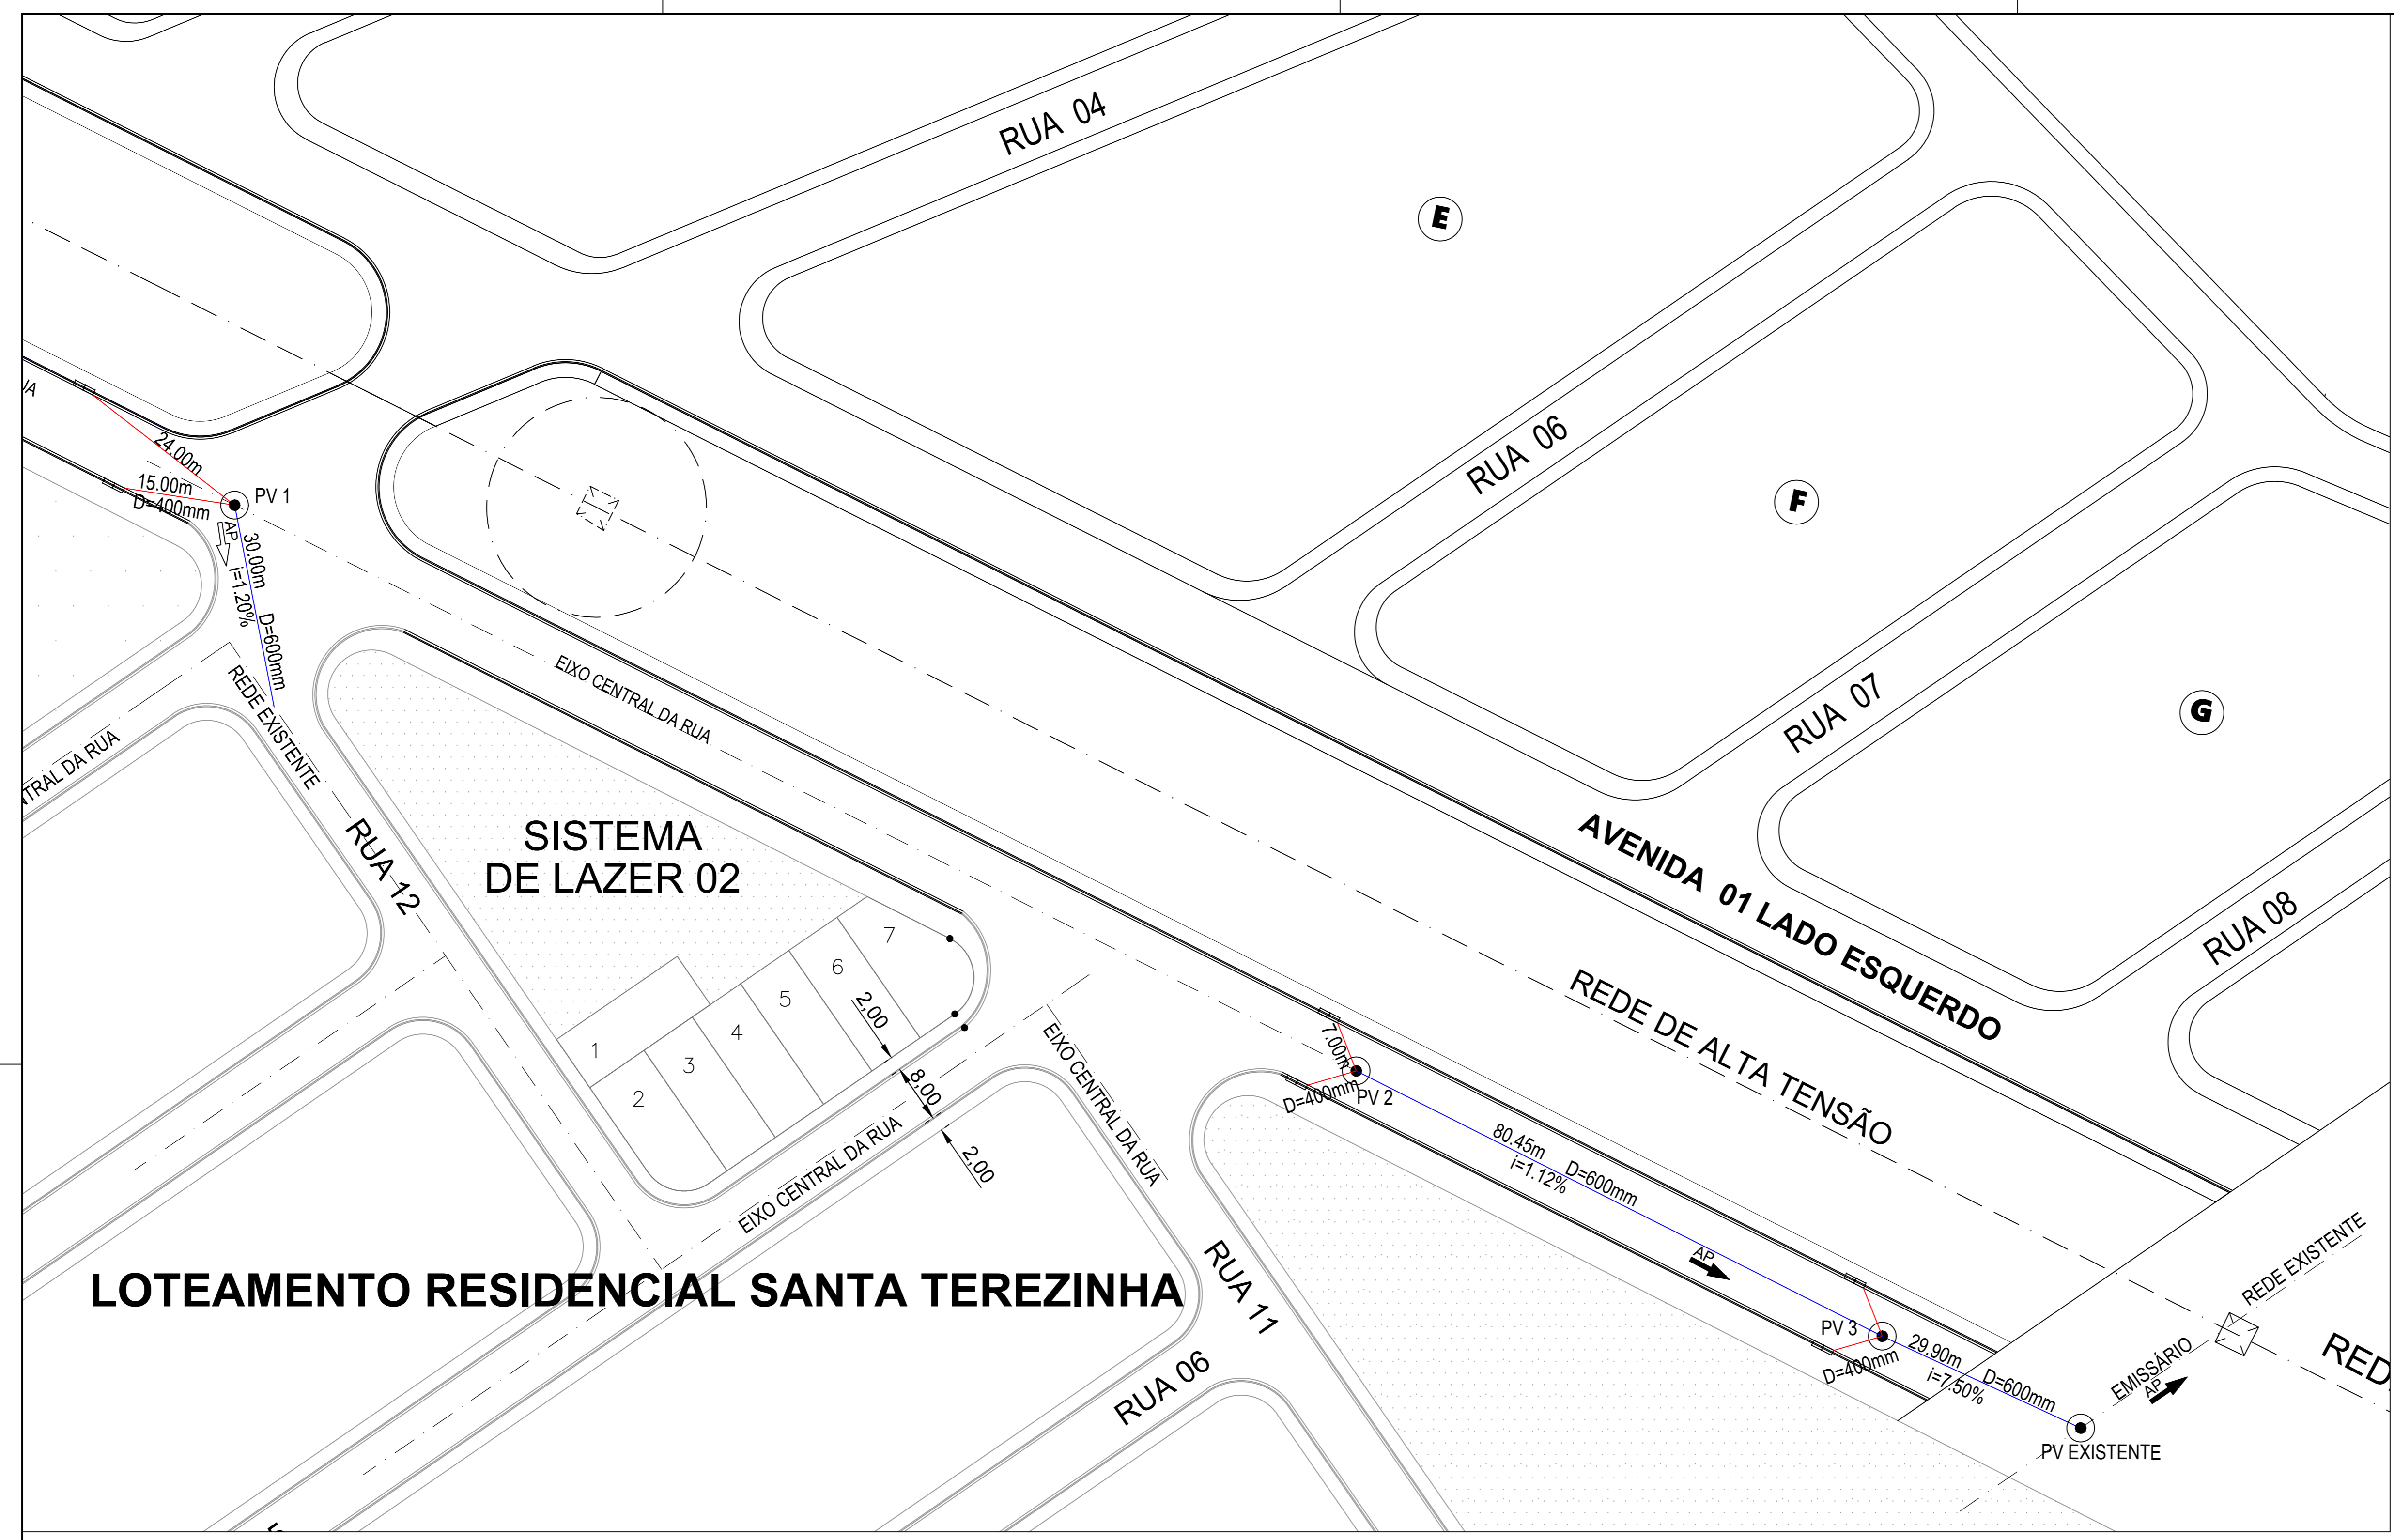 RUA 04
E
RUA 06
F
RUA 07
G
RUA 08
24.00m
15.00m
D=400mm
PV 1
AP
30.00m
i=1.20%
D=600mm
REDE EXISTENTE
EIXO CENTRAL DA RUA
NTRAL DA RUA
RUA 12
SISTEMA
DE LAZER 02
AVENIDA 01 LADO ESQUERDO
REDE DE ALTA TENSÃO
7
6
5
4
3
1
2
2,00
8,00
2,00
EIXO CENTRAL DA RUA
EIXO CENTRAL DA RUA
7.00m
D=400mm
PV 2
80.45m
D=600mm
i=1.12%
AP
LOTEAMENTO RESIDENCIAL SANTA TEREZINHA
RUA 11
RUA 06
PV 3
D=400mm
29.90m
D=600mm
i=7.50%
REDE EXISTENTE
EMISSÁRIO
AP
PV EXISTENTE
RED